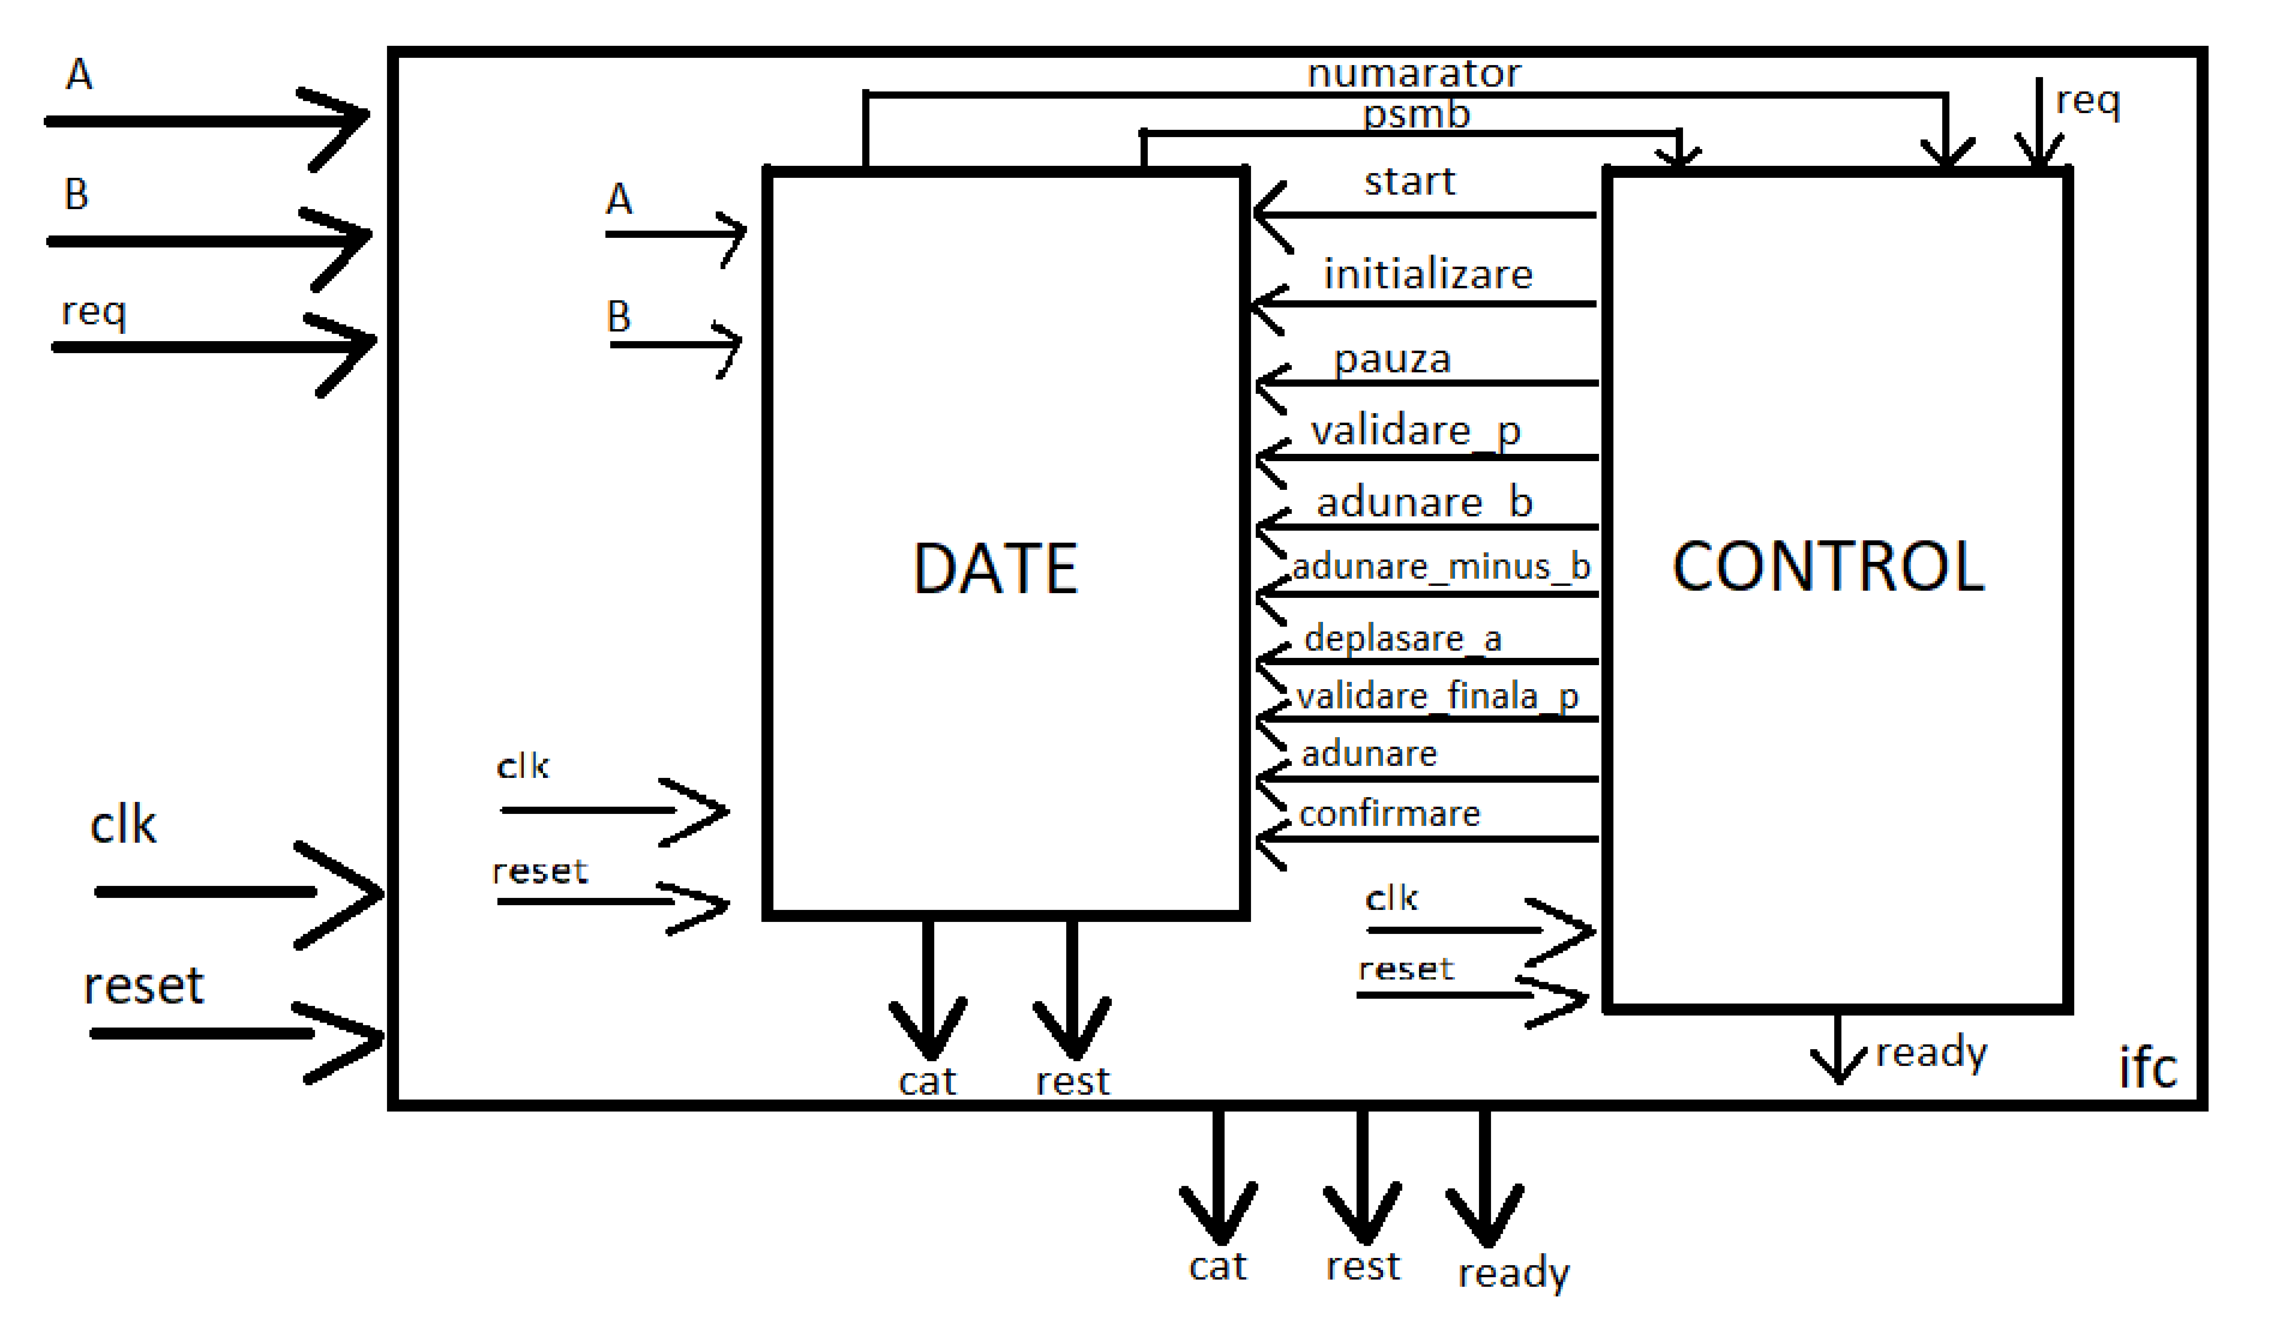 A
B
req
clk
reset
numarator
psmb
req
A
B
DATE
start
initializare
pauza
validare_p
adunare b
adunare_minus_b
deplasare_a
validare_finala_p
adunare
confirmare
CONTROL
clk
reset
clk
reset
cat
rest
ready
ifc
cat
rest
ready